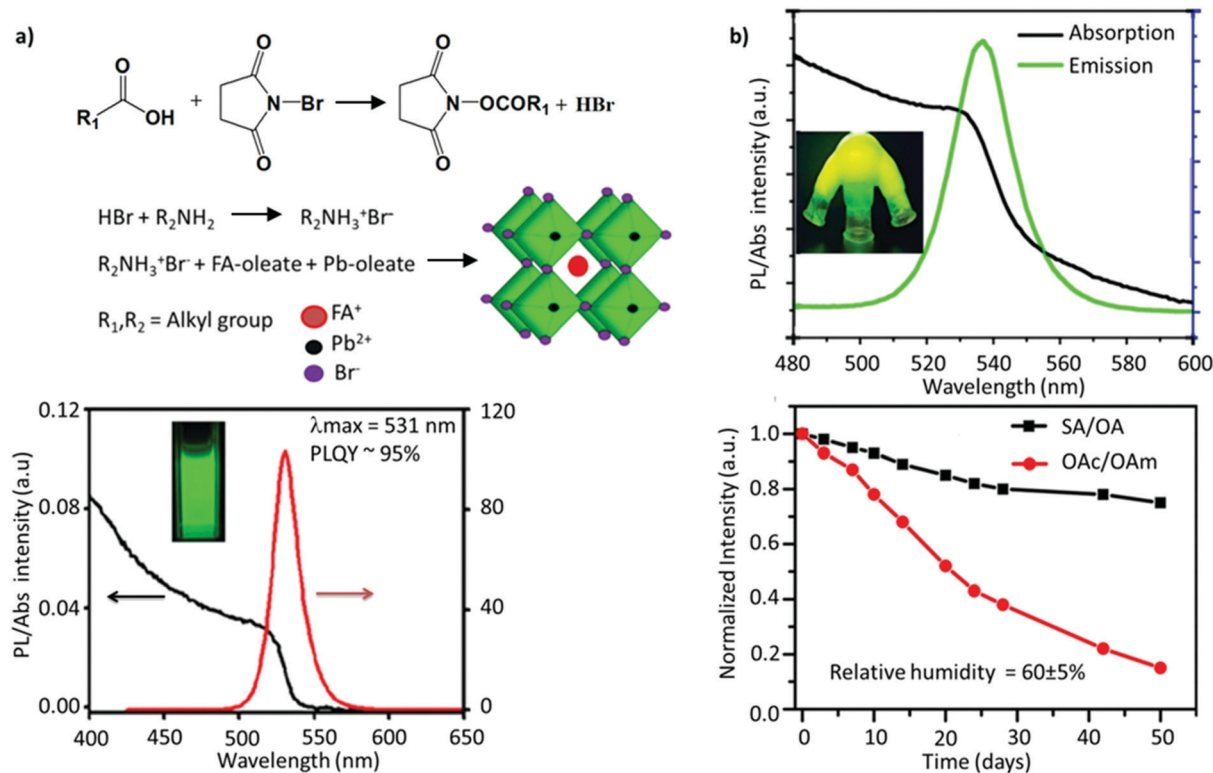 a)
O
R₁
OH
+
O
N
Br
O
O
N
OCOR₁ + HBr
O
HBr + R₂NH₂
R₂NH₃⁺Br⁻
R₂NH₃⁺Br⁻ + FA-oleate + Pb-oleate
R₁,R₂ = Alkyl group
FA⁺
Pb²⁺
Br⁻
PL/Abs intensity (a.u)
0.12
0.08
0.04
0.00
120
80
40
0
λmax = 531 nm
PLQY ~ 95%
400 450 500 550 600 650
Wavelength (nm)
b)
PL/Abs intensity (a.u.)
Absorption
Emission
480 500 520 540 560 580 600
Wavelength (nm)
Normalized Intensity (a.u.)
1.0
0.8
0.6
0.4
0.2
0.0
SA/OA
OAc/OAm
Relative humidity = 60±5%
0 10 20 30 40 50
Time (days)